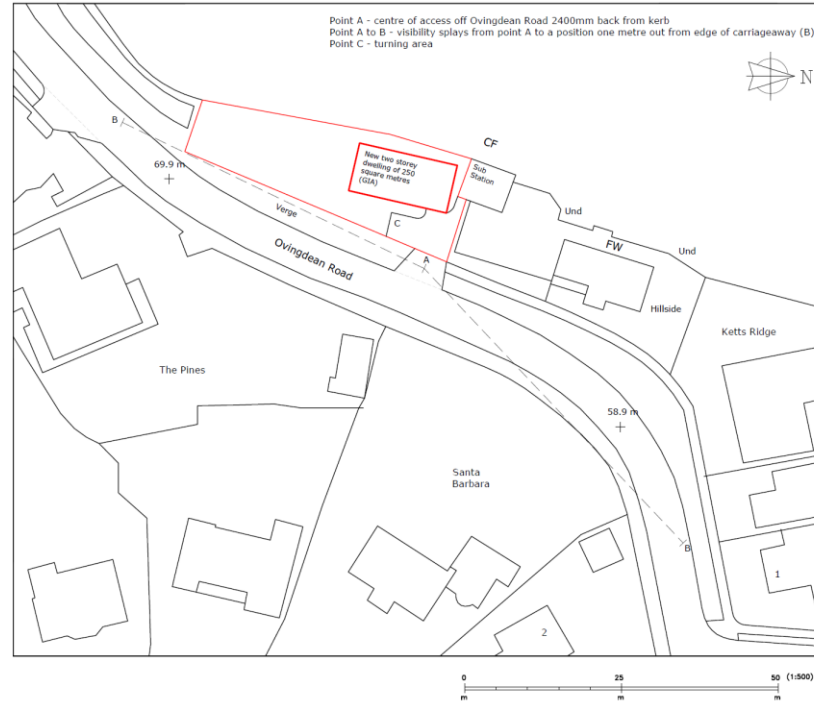 Point A - centre of access off Ovingdean Road 2400mm back from kerb
Point A to B - visibility splays from point A to a position one metre out from edge of carriageaway (B)
Point C - turning area
N
B
69.9 m
CF
New two storey
dwelling of 250
square metres
(GIA)
Sub
Station
Und
C
Verge
FW
Und
Ovingdean Road
A
Hillside
Ketts Ridge
The Pines
58.9 m
Santa
Barbara
B
1
2
0
25
50
(1:500)
m
m
m